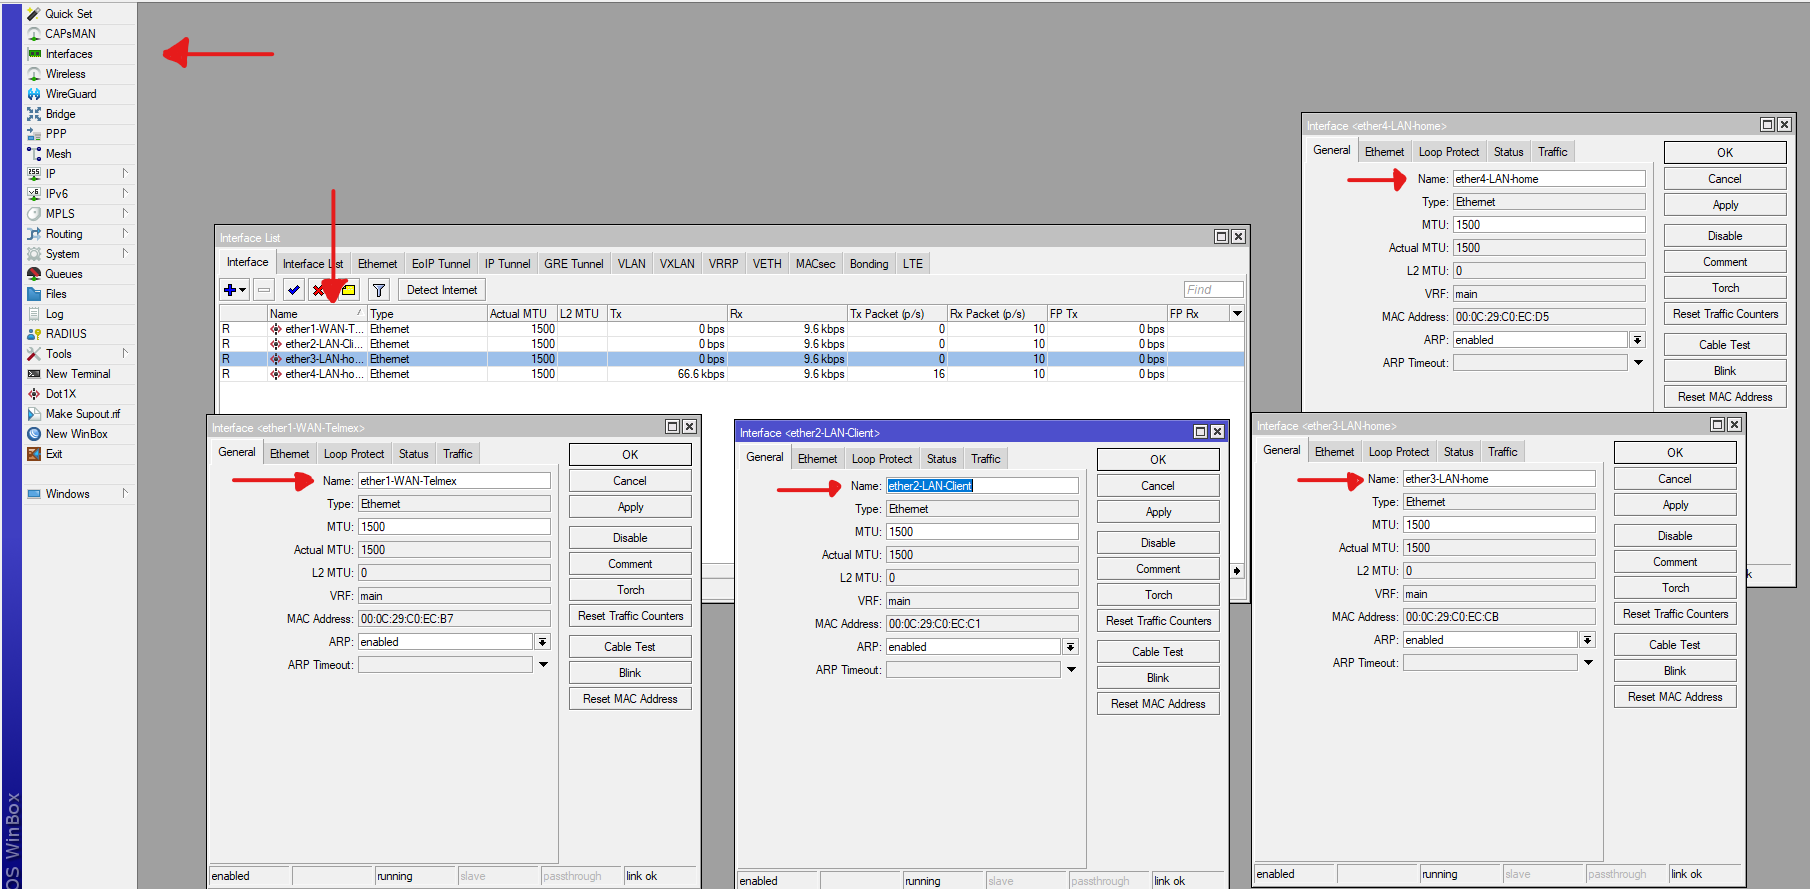 Quick Set
CAPsMAN
Interfaces
Wireless
WireGuard
Bridge
PPP
Mesh
IP
IPv6
MPLS
Routing
System
Queues
Files
Log
RADIUS
Tools
New Terminal
Dot1X
Make Supout.rif
New WinBox
Exit
Windows
OS WinBox
Interface List
Interface Interface List Ethernet EoIP Tunnel IP Tunnel GRE Tunnel VLAN VXLAN VRRP VETH MACsec Bonding LTE
Detect Internet Find
Name Type Actual MTU L2 MTU Tx Rx Tx Packet (p/s) Rx Packet (p/s) FP Tx FP Rx
R ether1-WAN-T... Ethernet 1500 0 bps 9.6 kbps 0 10 0 bps
R ether2-LAN-Cli... Ethernet 1500 0 bps 9.6 kbps 0 10 0 bps
R ether3-LAN-ho... Ethernet 1500 0 bps 9.6 kbps 0 10 0 bps
R ether4-LAN-ho... Ethernet 1500 66.6 kbps 9.6 kbps 16 10 0 bps
Interface <ether4-LAN-home>
General Ethernet Loop Protect Status Traffic
Name: ether4-LAN-home
Type: Ethernet
MTU: 1500
Actual MTU: 1500
L2 MTU: 0
VRF: main
MAC Address: 00:0C:29:C0:EC:D5
ARP: enabled
ARP Timeout:
OK
Cancel
Apply
Disable
Comment
Torch
Reset Traffic Counters
Cable Test
Blink
Reset MAC Address
k
Interface <ether1-WAN-Telmex>
General Ethernet Loop Protect Status Traffic
Name: ether1-WAN-Telmex
Type: Ethernet
MTU: 1500
Actual MTU: 1500
L2 MTU: 0
VRF: main
MAC Address: 00:0C:29:C0:EC:B7
ARP: enabled
ARP Timeout:
OK
Cancel
Apply
Disable
Comment
Torch
Reset Traffic Counters
Cable Test
Blink
Reset MAC Address
enabled running slave passthrough link ok
Interface <ether2-LAN-Client>
General Ethernet Loop Protect Status Traffic
Name: ether2-LAN-Client
Type: Ethernet
MTU: 1500
Actual MTU: 1500
L2 MTU: 0
VRF: main
MAC Address: 00:0C:29:C0:EC:C1
ARP: enabled
ARP Timeout:
OK
Cancel
Apply
Disable
Comment
Torch
Reset Traffic Counters
Cable Test
Blink
Reset MAC Address
enabled running slave passthrough link ok
Interface <ether3-LAN-home>
General Ethernet Loop Protect Status Traffic
Name: ether3-LAN-home
Type: Ethernet
MTU: 1500
Actual MTU: 1500
L2 MTU: 0
VRF: main
MAC Address: 00:0C:29:C0:EC:CB
ARP: enabled
ARP Timeout:
OK
Cancel
Apply
Disable
Comment
Torch
Reset Traffic Counters
Cable Test
Blink
Reset MAC Address
enabled running slave passthrough link ok